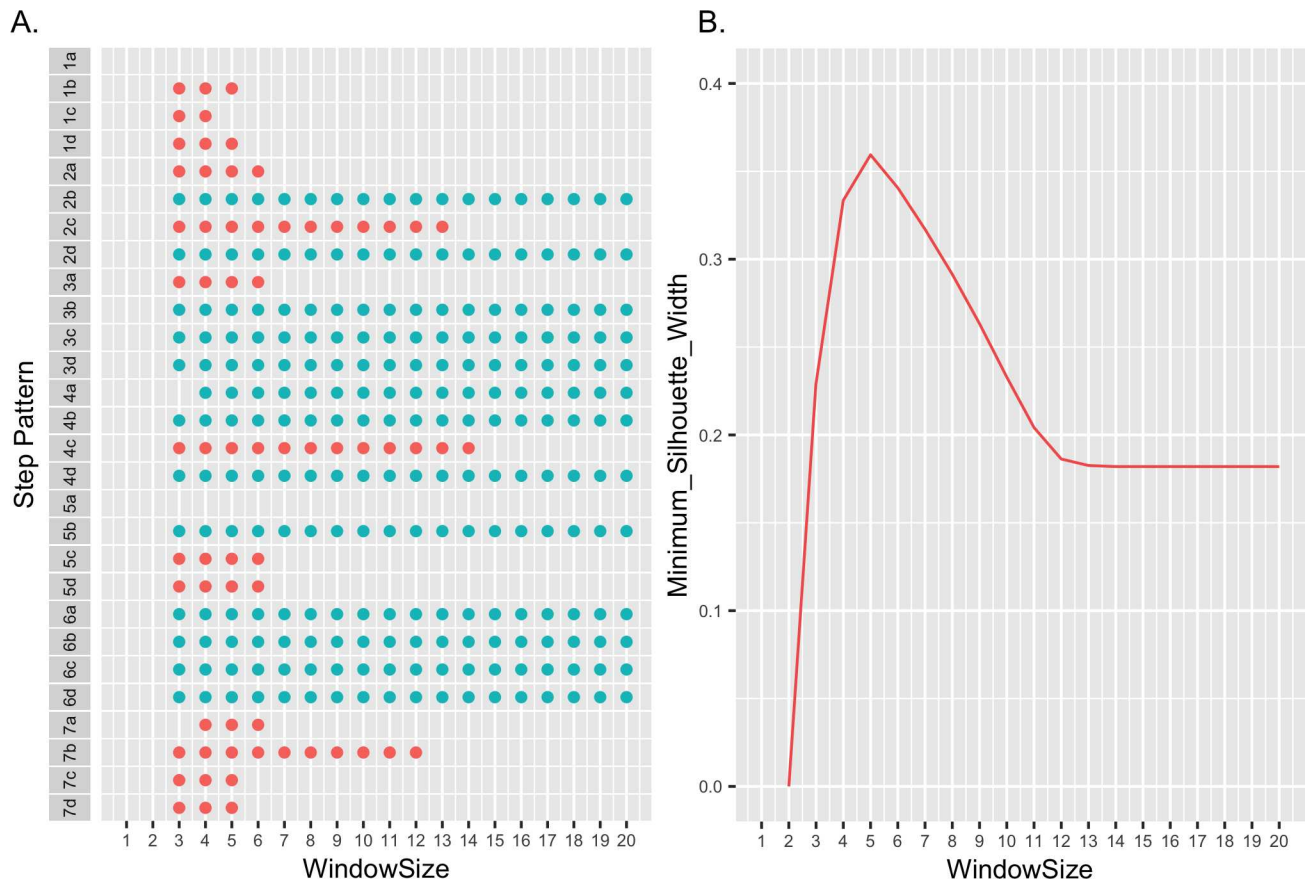 A.
Step Pattern
1a
1b
1c
1d
2a
2b
2c
2d
3a
3b
3c
3d
4a
4b
4c
4d
5a
5b
5c
5d
6a
6b
6c
6d
7a
7b
7c
7d
1 2 3 4 5 6 7 8 9 10 11 12 13 14 15 16 17 18 19 20
WindowSize
B.
Minimum_Silhouette_Width
0.4
0.3
0.2
0.1
0.0
1 2 3 4 5 6 7 8 9 10 11 12 13 14 15 16 17 18 19 20
WindowSize